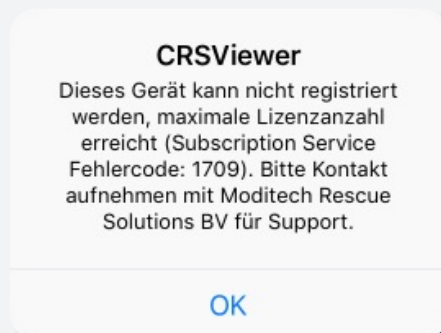 CRSViewer
Dieses Gerät kann nicht registriert
werden, maximale Lizenzanzahl
erreicht (Subscription Service
Fehlercode: 1709). Bitte Kontakt
aufnehmen mit Moditech Rescue
Solutions BV für Support.
OK